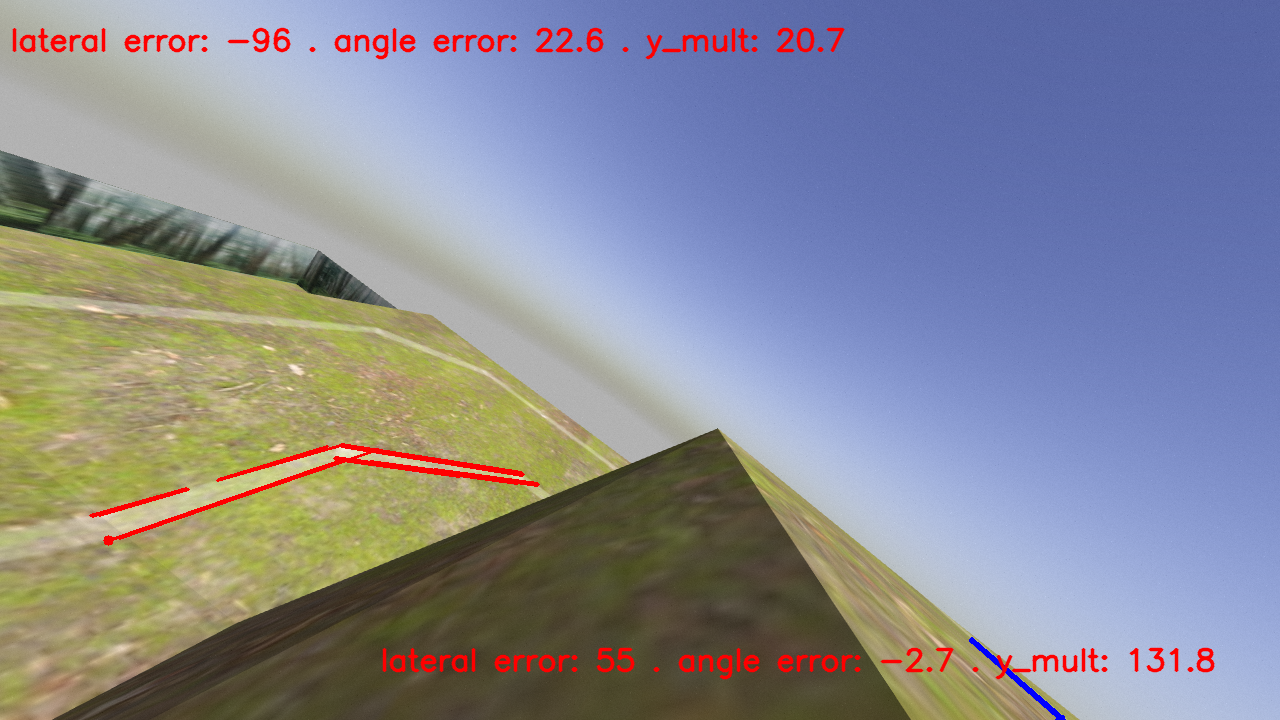 lateral error: −96 . angle error: 22.6 . y_mult: 20.7
lateral error: 55 . angle error: −2.7 . y_mult: 131.8